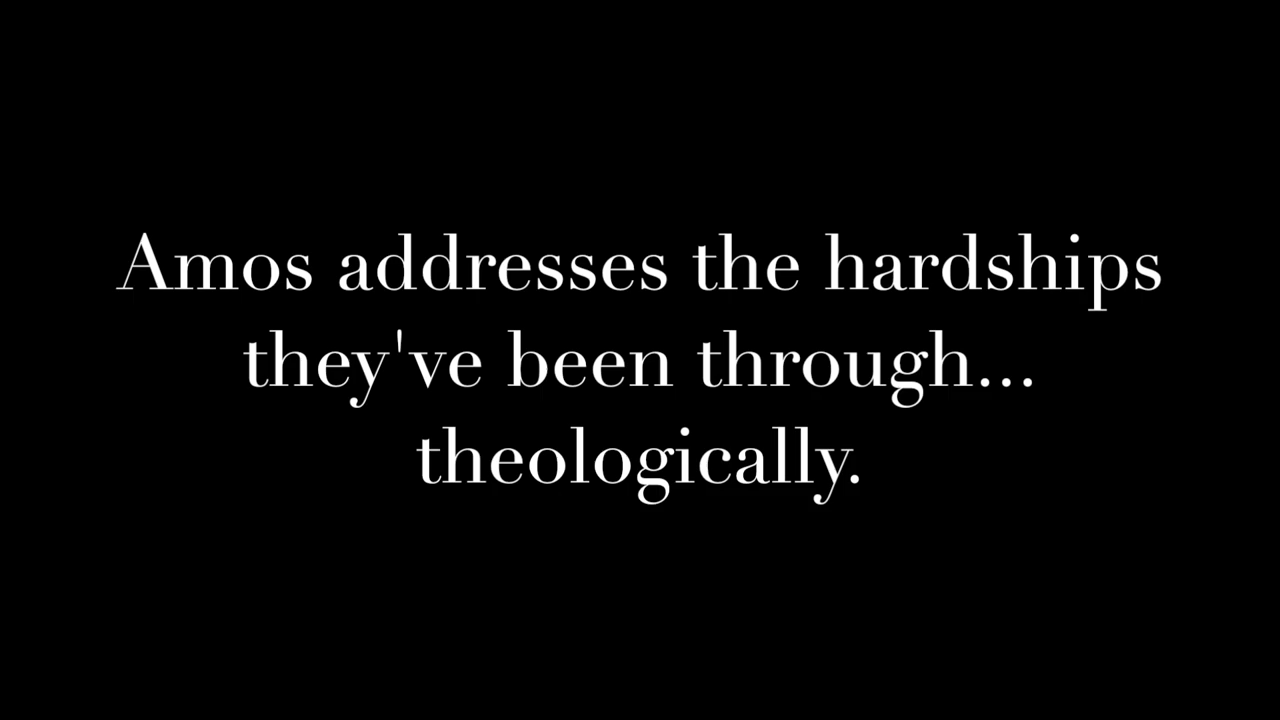 Amos addresses the hardships
they've been through...
theologically.